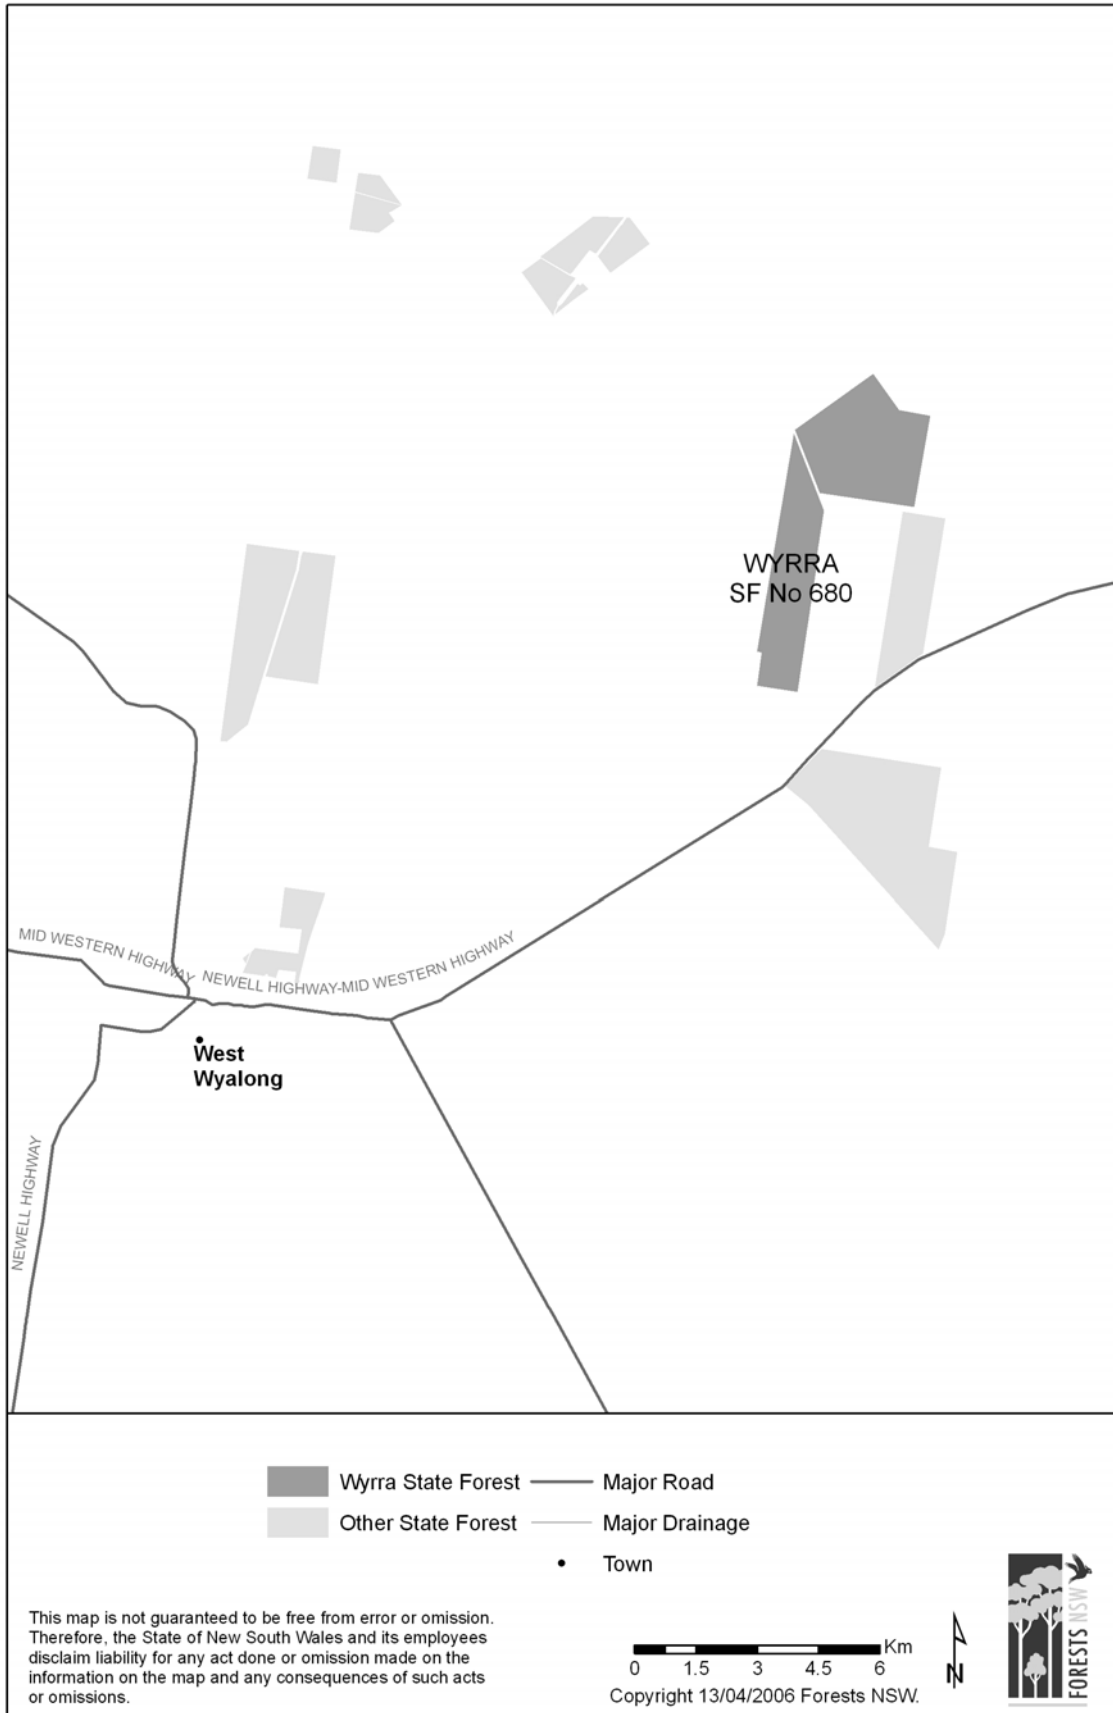 WYRRA
SF No 680
MID WESTERN HIGHWAY
NEWELL HIGHWAY-MID WESTERN HIGHWAY
West
Wyalong
NEWELL HIGHWAY
Wyrra State Forest
Major Road
Other State Forest
Major Drainage
Town
This map is not guaranteed to be free from error or omission.
Therefore, the State of New South Wales and its employees
disclaim liability for any act done or omission made on the
information on the map and any consequences of such acts
or omissions.
Km
0 1.5 3 4.5 6
Copyright 13/04/2006 Forests NSW.
N
FORESTS NSW